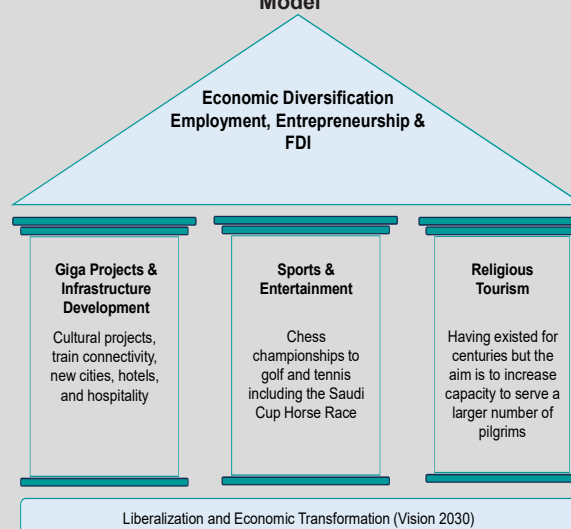 Model
Economic Diversification
Employment, Entrepreneurship &
FDI
Giga Projects &
Infrastructure
Development
Cultural projects,
train connectivity,
new cities, hotels,
and hospitality
Sports &
Entertainment
Chess
championships to
golf and tennis
including the Saudi
Cup Horse Race
Religious
Tourism
Having existed for
centuries but the
aim is to increase
capacity to serve a
larger number of
pilgrims
Liberalization and Economic Transformation (Vision 2030)